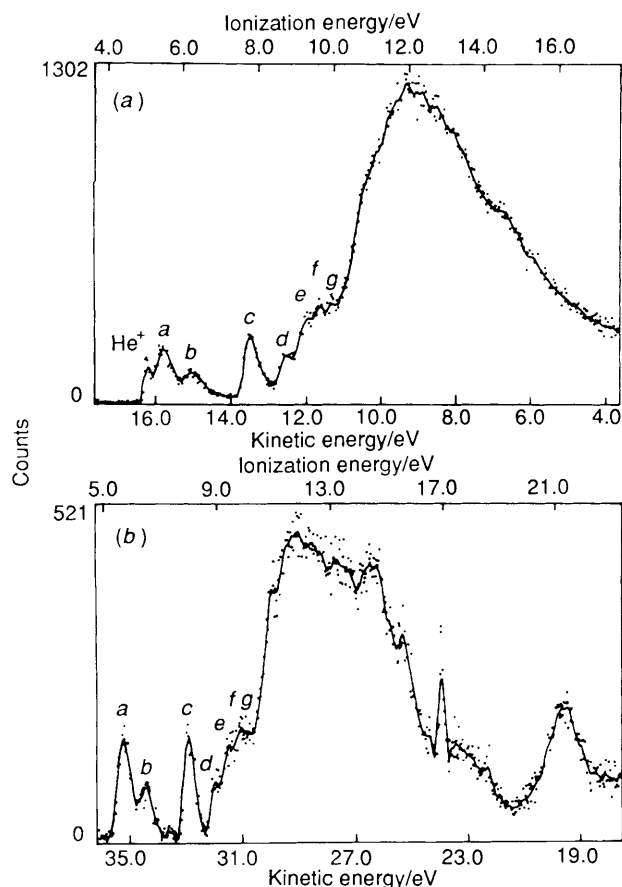 Ionization energy/eV
4.0 6.0 8.0 10.0 12.0 14.0 16.0
1302
(a)
He+ a b c d e f g
0
16.0 14.0 12.0 10.0 8.0 6.0 4.0
Kinetic energy/eV
Counts
Ionization energy/eV
5.0 9.0 13.0 17.0 21.0
521
(b)
a b c d e f g
0
35.0 31.0 27.0 23.0 19.0
Kinetic energy/eV